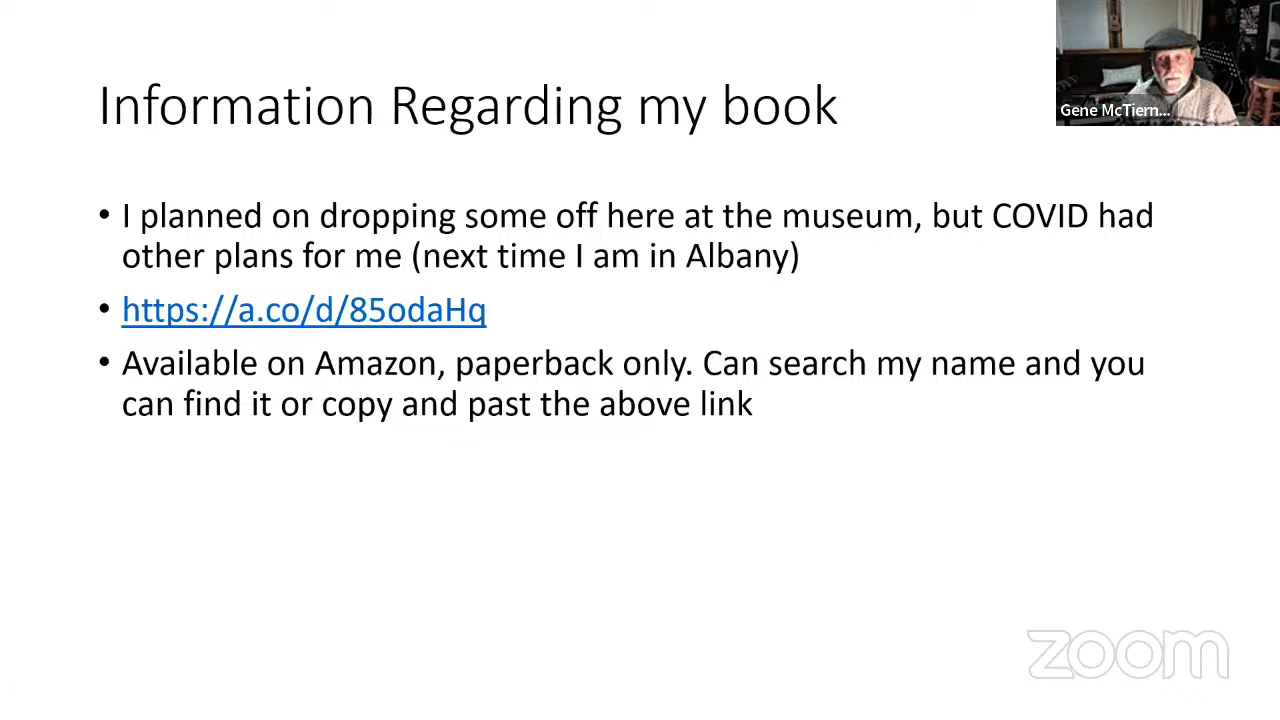 Information Regarding my book
Gene McTiern...
• I planned on dropping some off here at the museum, but COVID had
other plans for me (next time I am in Albany)
• https://a.co/d/85odaHq
• Available on Amazon, paperback only. Can search my name and you
can find it or copy and past the above link
zoom